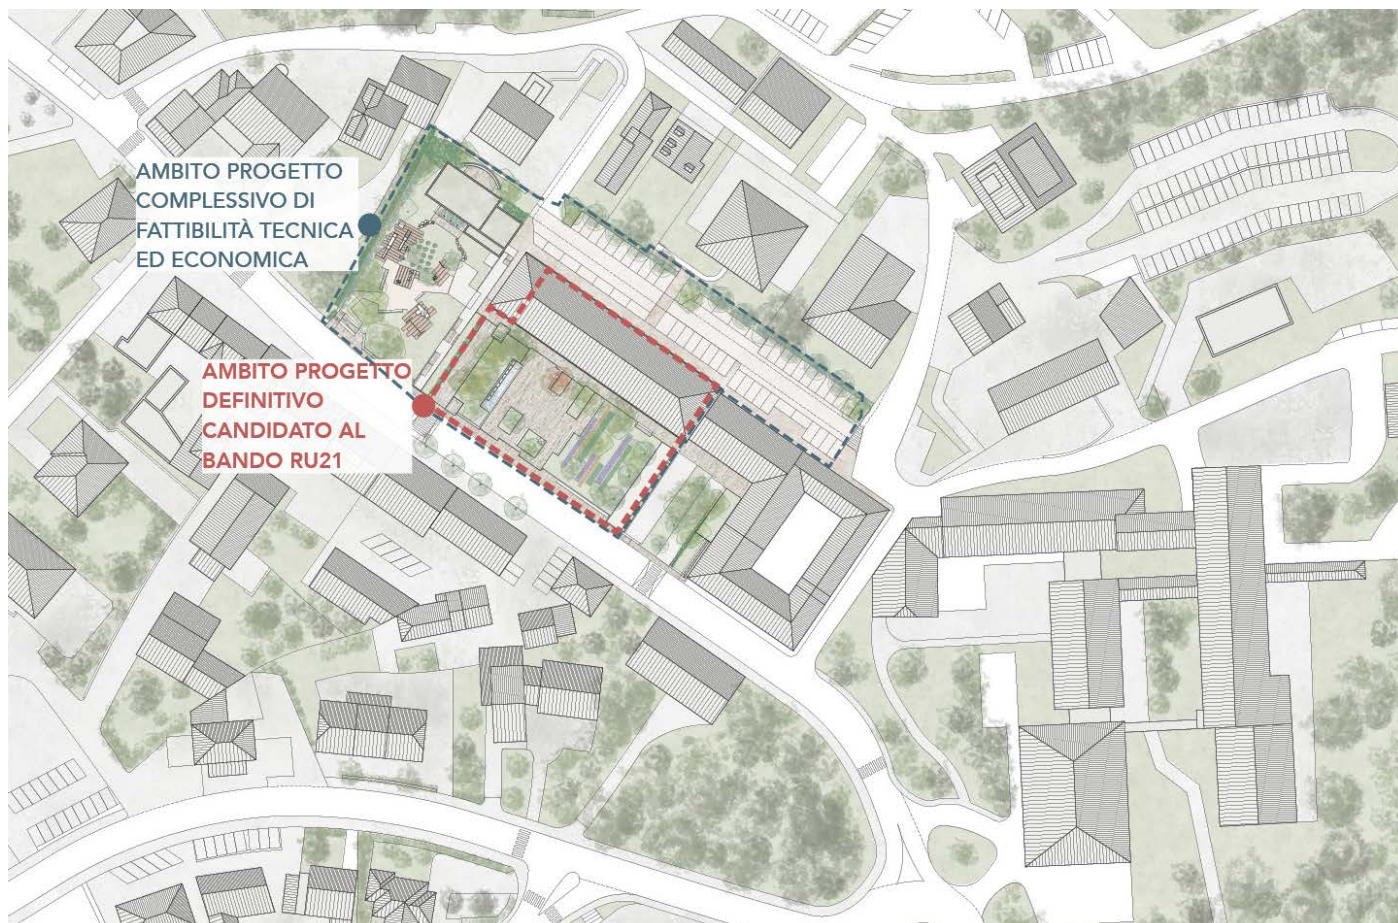 AMBITO PROGETTO
COMPLESSIVO DI
FATTIBILITÀ TECNICA
ED ECONOMICA
AMBITO PROGETTO
DEFINITIVO
CANDIDATO AL
BANDO RU21